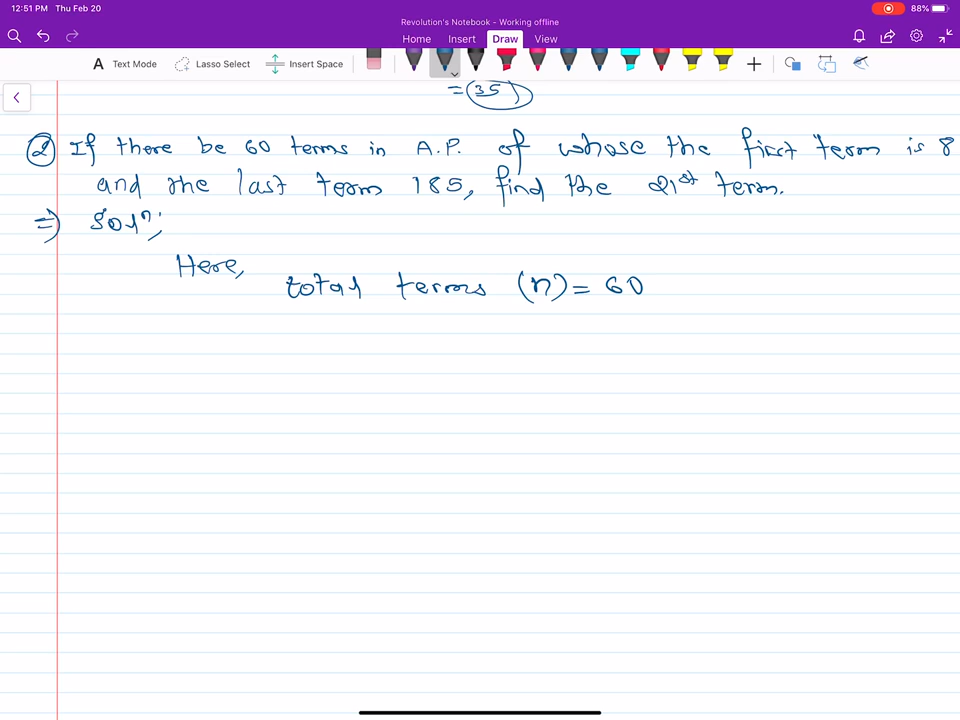 12:51 PM Thu Feb 20
88%
Revolution's Notebook - Working offline
Home Insert Draw View
A Text Mode Lasso Select Insert Space
= 35
2 If there be 60 terms in A.P. of whose the first term is 8
and the last term 185, find the 21st term.
⇒ Solⁿ;
Here,
total terms (n) = 60